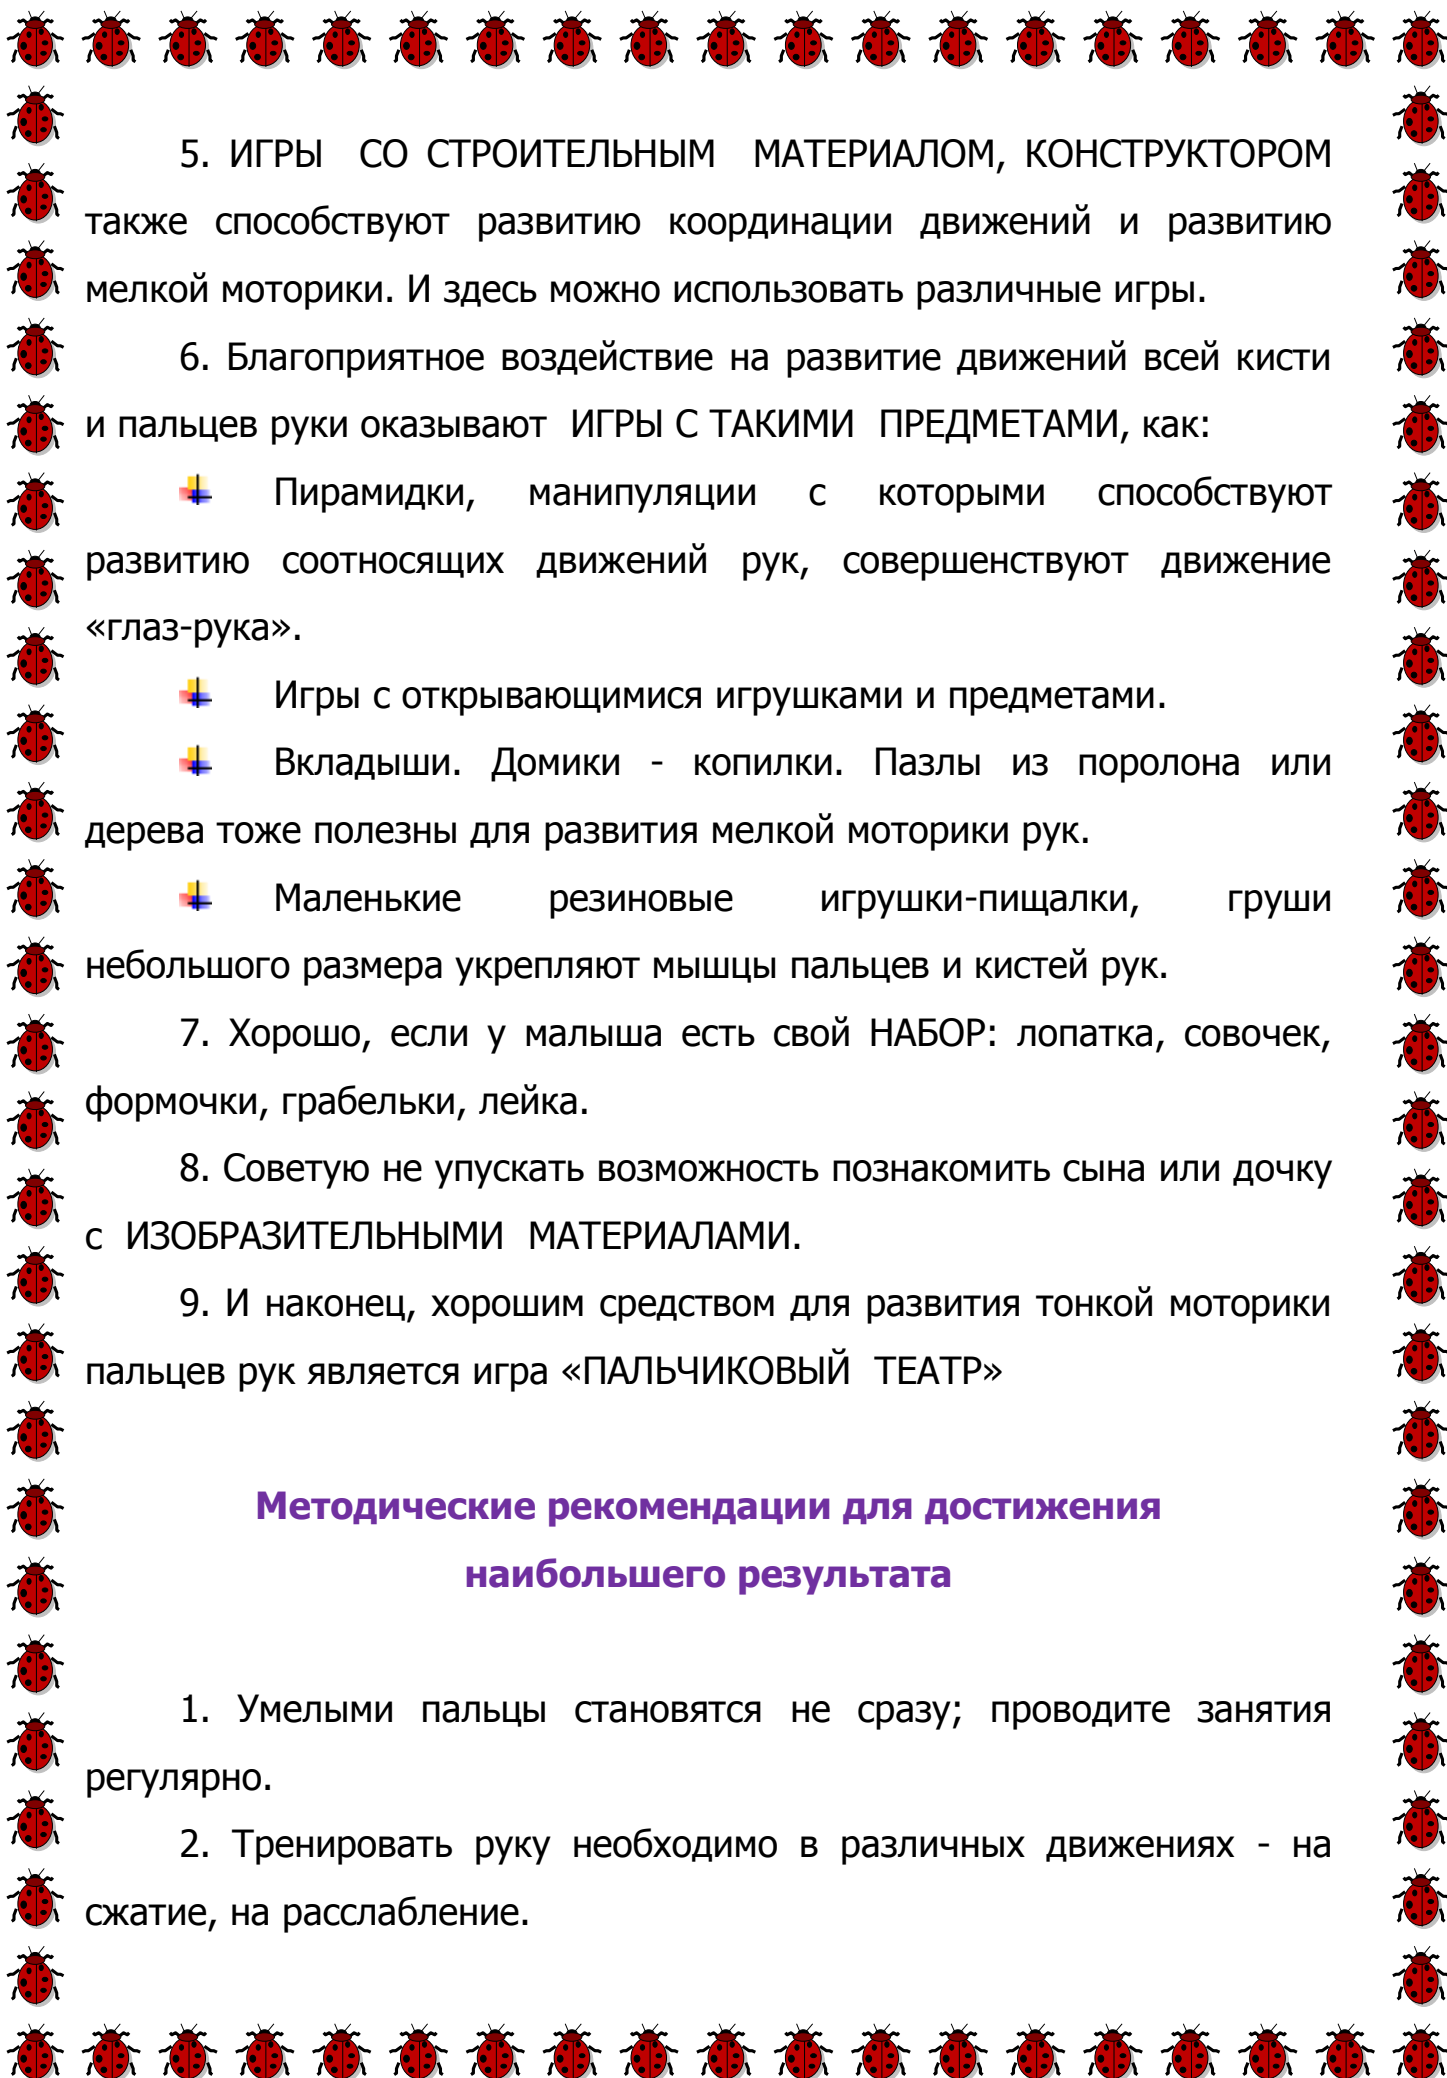 5. ИГРЫ СО СТРОИТЕЛЬНЫМ МАТЕРИАЛОМ, КОНСТРУКТОРОМ
также способствуют развитию координации движений и развитию
мелкой моторики. И здесь можно использовать различные игры.
6. Благоприятное воздействие на развитие движений всей кисти
и пальцев руки оказывают ИГРЫ С ТАКИМИ ПРЕДМЕТАМИ, как:
Пирамидки, манипуляции с которыми способствуют
развитию соотносящих движений рук, совершенствуют движение
«глаз-рука».
Игры с открывающимися игрушками и предметами.
Вкладыши. Домики - копилки. Пазлы из поролона или
дерева тоже полезны для развития мелкой моторики рук.
Маленькие резиновые игрушки-пищалки, груши
небольшого размера укрепляют мышцы пальцев и кистей рук.
7. Хорошо, если у малыша есть свой НАБОР: лопатка, совочек,
формочки, грабельки, лейка.
8. Советую не упускать возможность познакомить сына или дочку
с ИЗОБРАЗИТЕЛЬНЫМИ МАТЕРИАЛАМИ.
9. И наконец, хорошим средством для развития тонкой моторики
пальцев рук является игра «ПАЛЬЧИКОВЫЙ ТЕАТР»
Методические рекомендации для достижения
наибольшего результата
1. Умелыми пальцы становятся не сразу; проводите занятия
регулярно.
2. Тренировать руку необходимо в различных движениях - на
сжатие, на расслабление.